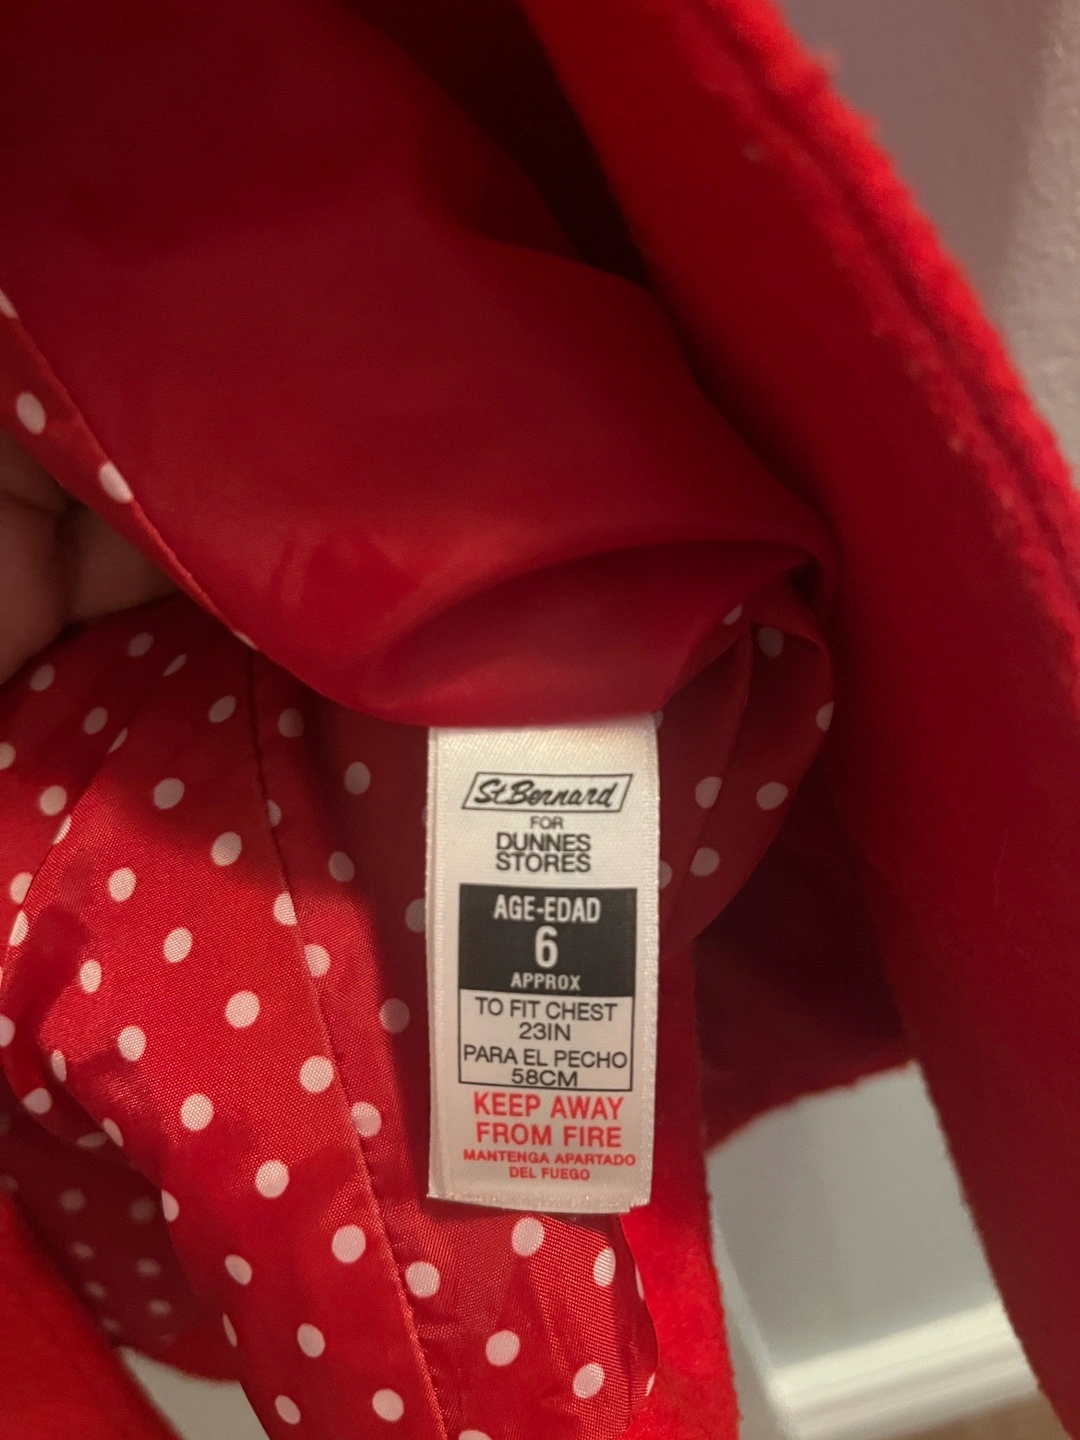 St.Bernard
FOR
DUNNES
STORES
AGE-EDAD
6
APPROX
TO FIT CHEST
23IN
PARA EL PECHO
58CM
KEEP AWAY
FROM FIRE
MANTENGA APARTADO
DEL FUEGO